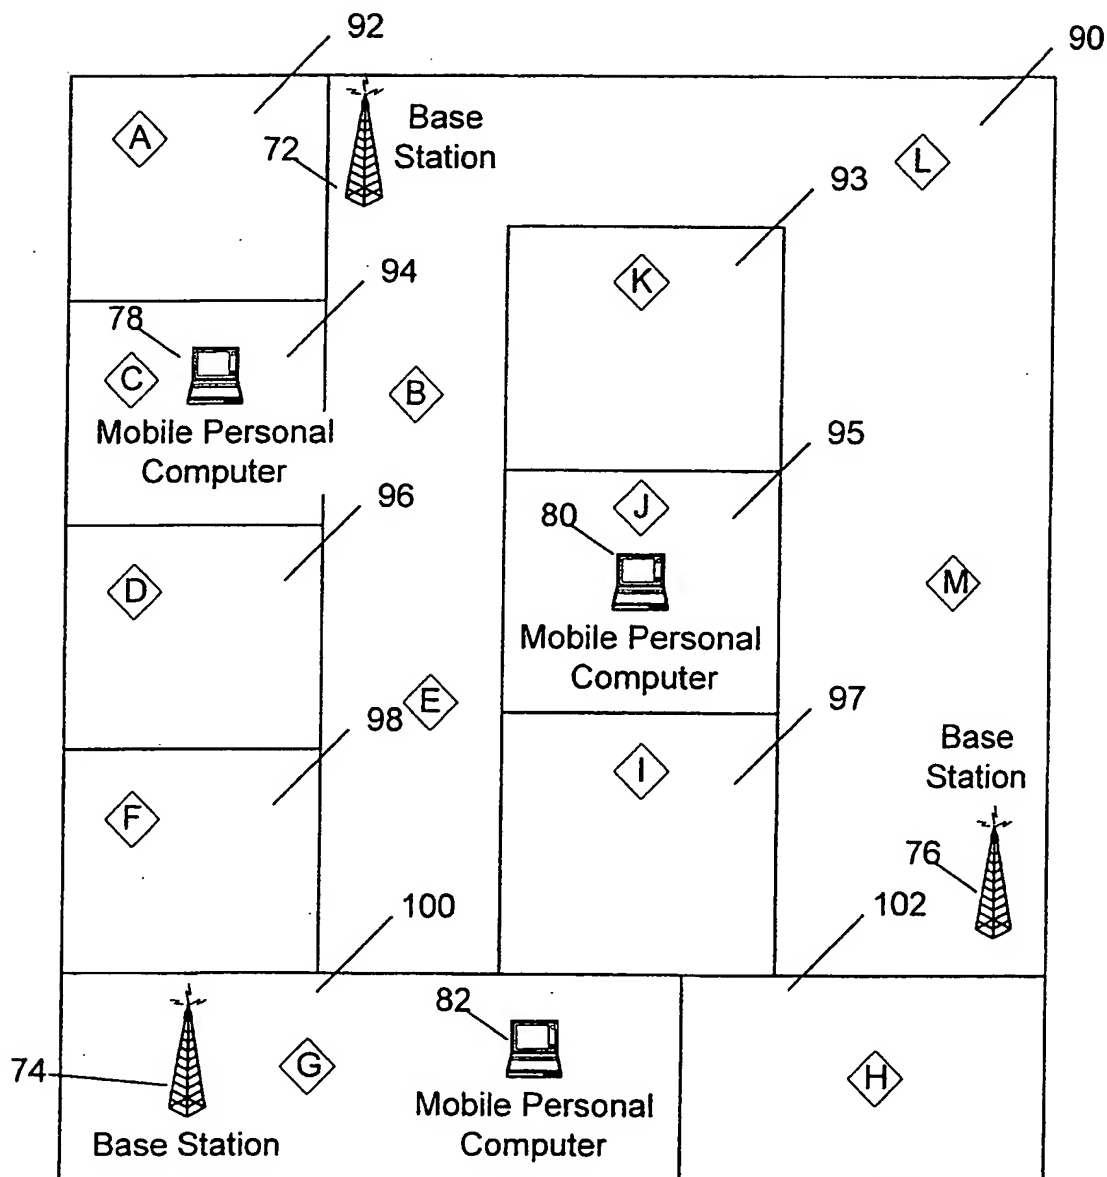 92
90
A
Base
Station
72
L
93
K
94
78
C
B
Mobile Personal
Computer
95
96
J
80
D
M
Mobile Personal
Computer
E
97
98
Base
Station
I
F
76
100
102
82
74
G
H
Mobile Personal
Computer
Base Station